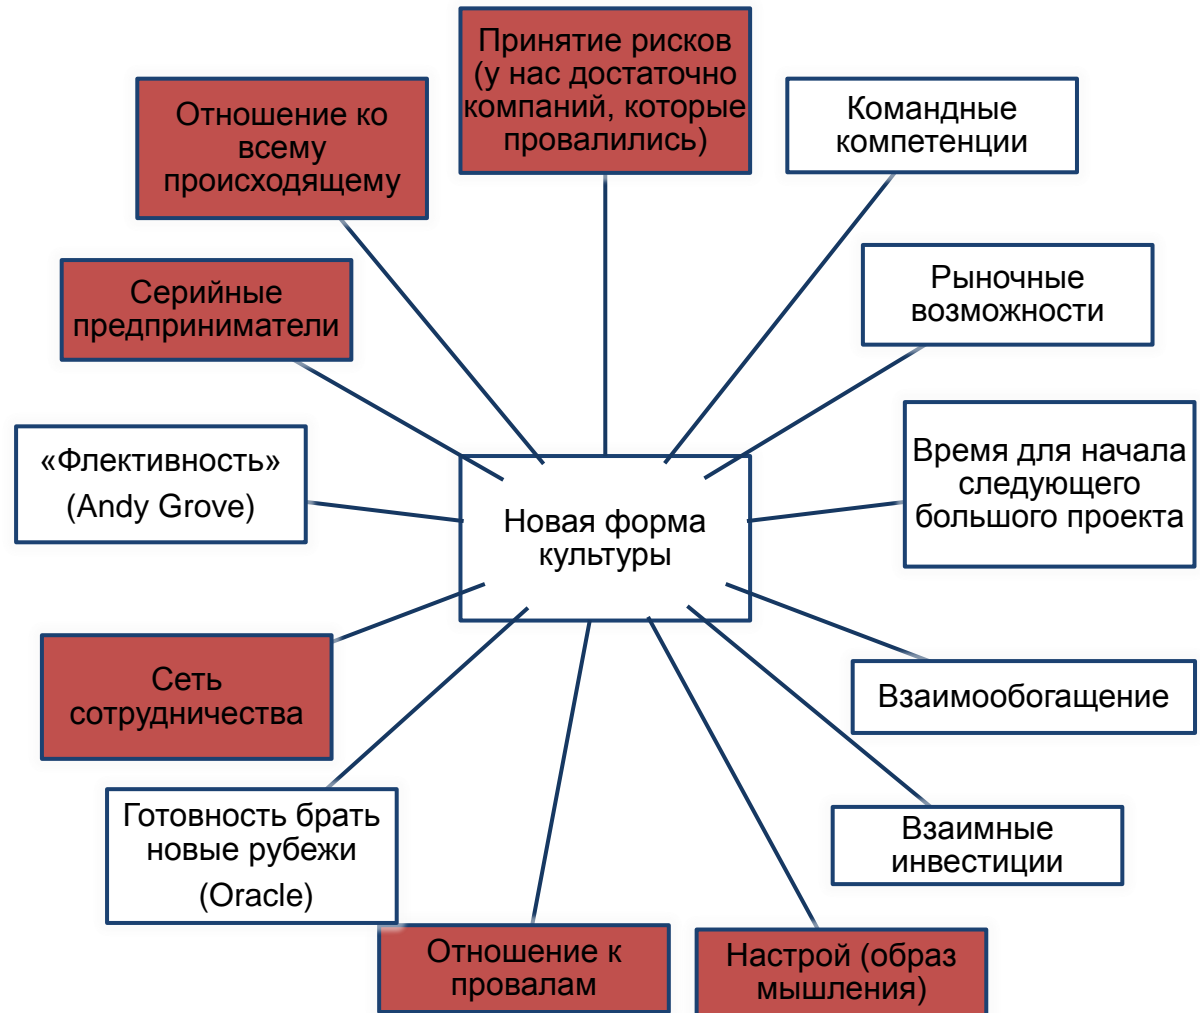 Принятие рисков
(у нас достаточно
компаний, которые
провалились)
Командные
компетенции
Отношение ко
всему
происходящему
Рыночные
возможности
Серийные
предприниматели
Время для начала
следующего
большого проекта
«Флективность»
(Andy Grove)
Новая форма
культуры
Сеть
сотрудничества
Взаимообогащение
Готовность брать
новые рубежи
(Oracle)
Взаимные
инвестиции
Отношение к
провалам
Настрой (образ
мышления)